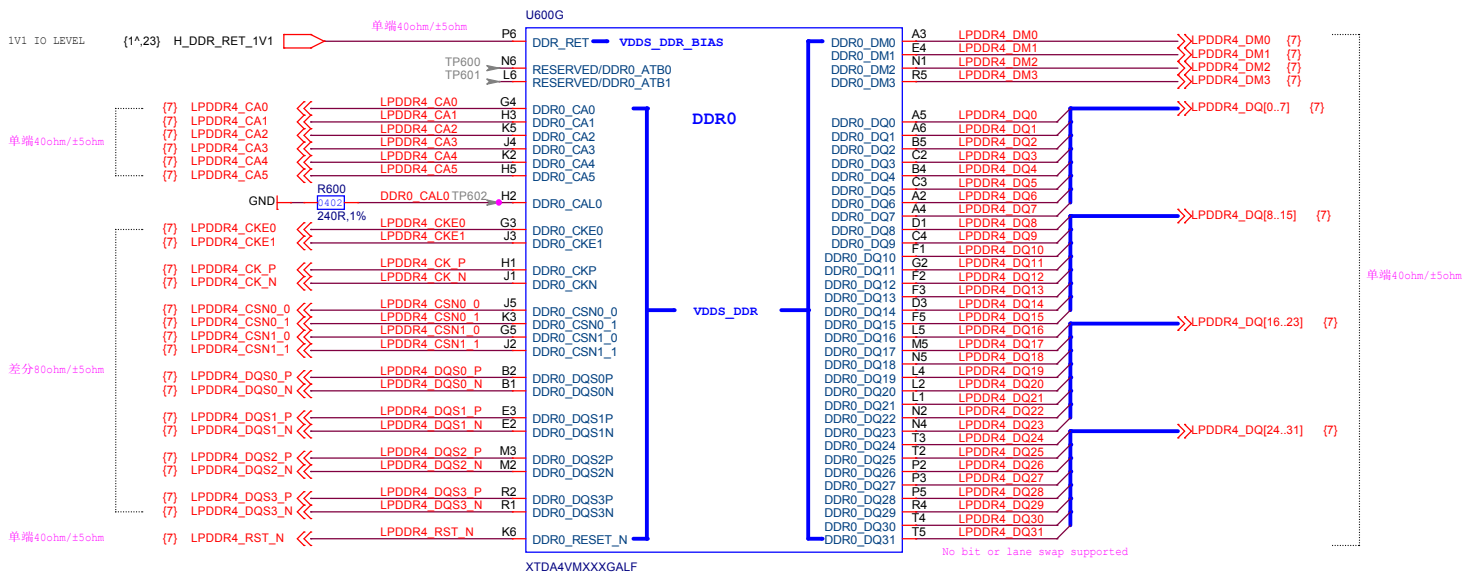 U600G
单端40ohm/±5ohm
1V1 IO LEVEL {1^,23} H_DDR_RET_1V1 P6 DDR_RET VDDS_DDR_BIAS
TP600 N6 RESERVED/DDR0_ATB0
TP601 L6 RESERVED/DDR0_ATB1
单端40ohm/±5ohm
{7} LPDDR4_CA0 LPDDR4_CA0 G4 DDR0_CA0
{7} LPDDR4_CA1 LPDDR4_CA1 H3 DDR0_CA1
{7} LPDDR4_CA2 LPDDR4_CA2 K5 DDR0_CA2
{7} LPDDR4_CA3 LPDDR4_CA3 J4 DDR0_CA3
{7} LPDDR4_CA4 LPDDR4_CA4 K2 DDR0_CA4
{7} LPDDR4_CA5 LPDDR4_CA5 H5 DDR0_CA5
R600
GND 0402 DDR0_CAL0 TP602 H2 DDR0_CAL0
240R,1%
{7} LPDDR4_CKE0 LPDDR4_CKE0 G3 DDR0_CKE0
{7} LPDDR4_CKE1 LPDDR4_CKE1 J3 DDR0_CKE1
{7} LPDDR4_CK_P LPDDR4_CK_P H1 DDR0_CKP
{7} LPDDR4_CK_N LPDDR4_CK_N J1 DDR0_CKN
{7} LPDDR4_CSN0_0 LPDDR4_CSN0_0 J5 DDR0_CSN0_0
{7} LPDDR4_CSN0_1 LPDDR4_CSN0_1 K3 DDR0_CSN0_1
{7} LPDDR4_CSN1_0 LPDDR4_CSN1_0 G5 DDR0_CSN1_0
{7} LPDDR4_CSN1_1 LPDDR4_CSN1_1 J2 DDR0_CSN1_1
差分80ohm/±5ohm
{7} LPDDR4_DQS0_P LPDDR4_DQS0_P B2 DDR0_DQS0P
{7} LPDDR4_DQS0_N LPDDR4_DQS0_N B1 DDR0_DQS0N
{7} LPDDR4_DQS1_P LPDDR4_DQS1_P E3 DDR0_DQS1P
{7} LPDDR4_DQS1_N LPDDR4_DQS1_N E2 DDR0_DQS1N
{7} LPDDR4_DQS2_P LPDDR4_DQS2_P M3 DDR0_DQS2P
{7} LPDDR4_DQS2_N LPDDR4_DQS2_N M2 DDR0_DQS2N
{7} LPDDR4_DQS3_P LPDDR4_DQS3_P R2 DDR0_DQS3P
{7} LPDDR4_DQS3_N LPDDR4_DQS3_N R1 DDR0_DQS3N
单端40ohm/±5ohm
{7} LPDDR4_RST_N LPDDR4_RST_N K6 DDR0_RESET_N
DDR0
VDDS_DDR
DDR0_DM0 A3 LPDDR4_DM0 LPDDR4_DM0 {7}
DDR0_DM1 E4 LPDDR4_DM1 LPDDR4_DM1 {7}
DDR0_DM2 N1 LPDDR4_DM2 LPDDR4_DM2 {7}
DDR0_DM3 R5 LPDDR4_DM3 LPDDR4_DM3 {7}
LPDDR4_DQ[0..7] {7}
DDR0_DQ0 A5 LPDDR4_DQ0
DDR0_DQ1 A6 LPDDR4_DQ1
DDR0_DQ2 B5 LPDDR4_DQ2
DDR0_DQ3 C2 LPDDR4_DQ3
DDR0_DQ4 B4 LPDDR4_DQ4
DDR0_DQ5 C3 LPDDR4_DQ5
DDR0_DQ6 A2 LPDDR4_DQ6
DDR0_DQ7 A4 LPDDR4_DQ7
LPDDR4_DQ[8..15] {7}
DDR0_DQ8 D1 LPDDR4_DQ8
DDR0_DQ9 C4 LPDDR4_DQ9
DDR0_DQ10 F1 LPDDR4_DQ10
DDR0_DQ11 G2 LPDDR4_DQ11
DDR0_DQ12 F2 LPDDR4_DQ12
DDR0_DQ13 F3 LPDDR4_DQ13
DDR0_DQ14 D3 LPDDR4_DQ14
DDR0_DQ15 F5 LPDDR4_DQ15
单端40ohm/±5ohm
LPDDR4_DQ[16..23] {7}
DDR0_DQ16 L5 LPDDR4_DQ16
DDR0_DQ17 M5 LPDDR4_DQ17
DDR0_DQ18 N5 LPDDR4_DQ18
DDR0_DQ19 L4 LPDDR4_DQ19
DDR0_DQ20 L2 LPDDR4_DQ20
DDR0_DQ21 L1 LPDDR4_DQ21
DDR0_DQ22 N2 LPDDR4_DQ22
DDR0_DQ23 N4 LPDDR4_DQ23
LPDDR4_DQ[24..31] {7}
DDR0_DQ24 T3 LPDDR4_DQ24
DDR0_DQ25 T2 LPDDR4_DQ25
DDR0_DQ26 P2 LPDDR4_DQ26
DDR0_DQ27 P3 LPDDR4_DQ27
DDR0_DQ28 P5 LPDDR4_DQ28
DDR0_DQ29 R4 LPDDR4_DQ29
DDR0_DQ30 T4 LPDDR4_DQ30
DDR0_DQ31 T5 LPDDR4_DQ31
No bit or lane swap supported
XTDA4VMXXXGALF